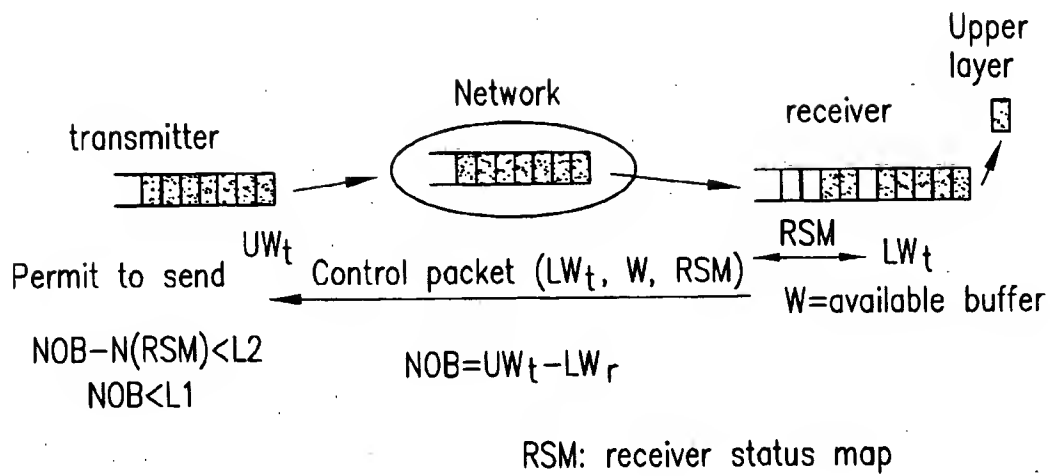 Upper
layer
Network
receiver
transmitter
RSM
UWt
LWt
Permit to send
Control packet (LWt, W, RSM)
W=available buffer
NOB-N(RSM)<L2
NOB=UWt-LWr
NOB<L1
RSM: receiver status map